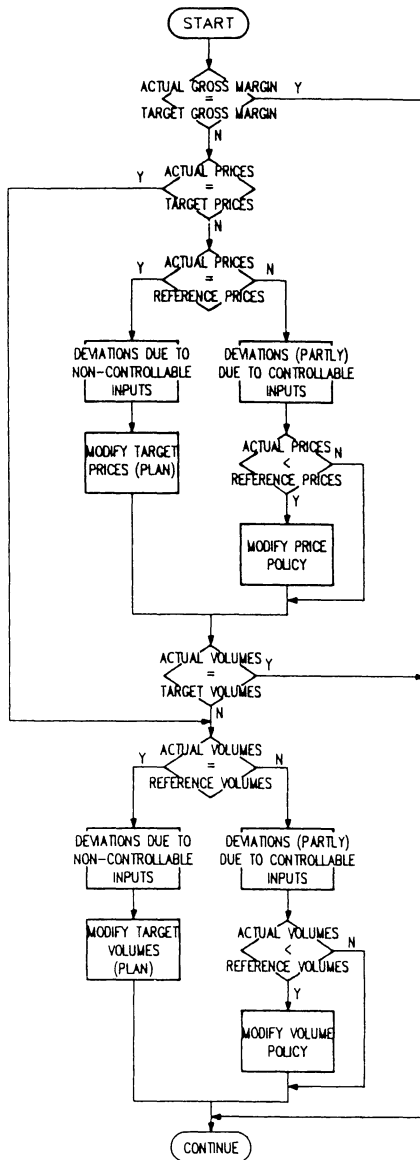 START
ACTUAL GROSS MARGIN
=
TARGET GROSS MARGIN
Y
N
ACTUAL PRICES
=
TARGET PRICES
Y
N
ACTUAL PRICES
=
REFERENCE PRICES
Y
N
DEVIATIONS DUE TO
NON-CONTROLLABLE
INPUTS
DEVIATIONS (PARTLY)
DUE TO CONTROLLABLE
INPUTS
MODIFY TARGET
PRICES (PLAN)
ACTUAL PRICES
<
REFERENCE PRICES
N
Y
MODIFY PRICE
POLICY
ACTUAL VOLUMES
=
TARGET VOLUMES
Y
N
ACTUAL VOLUMES
=
REFERENCE VOLUMES
Y
N
DEVIATIONS DUE TO
NON-CONTROLLABLE
INPUTS
DEVIATIONS (PARTLY)
DUE TO CONTROLLABLE
INPUTS
MODIFY TARGET
VOLUMES
(PLAN)
ACTUAL VOLUMES
<
REFERENCE VOLUMES
N
Y
MODIFY VOLUME
POLICY
CONTINUE